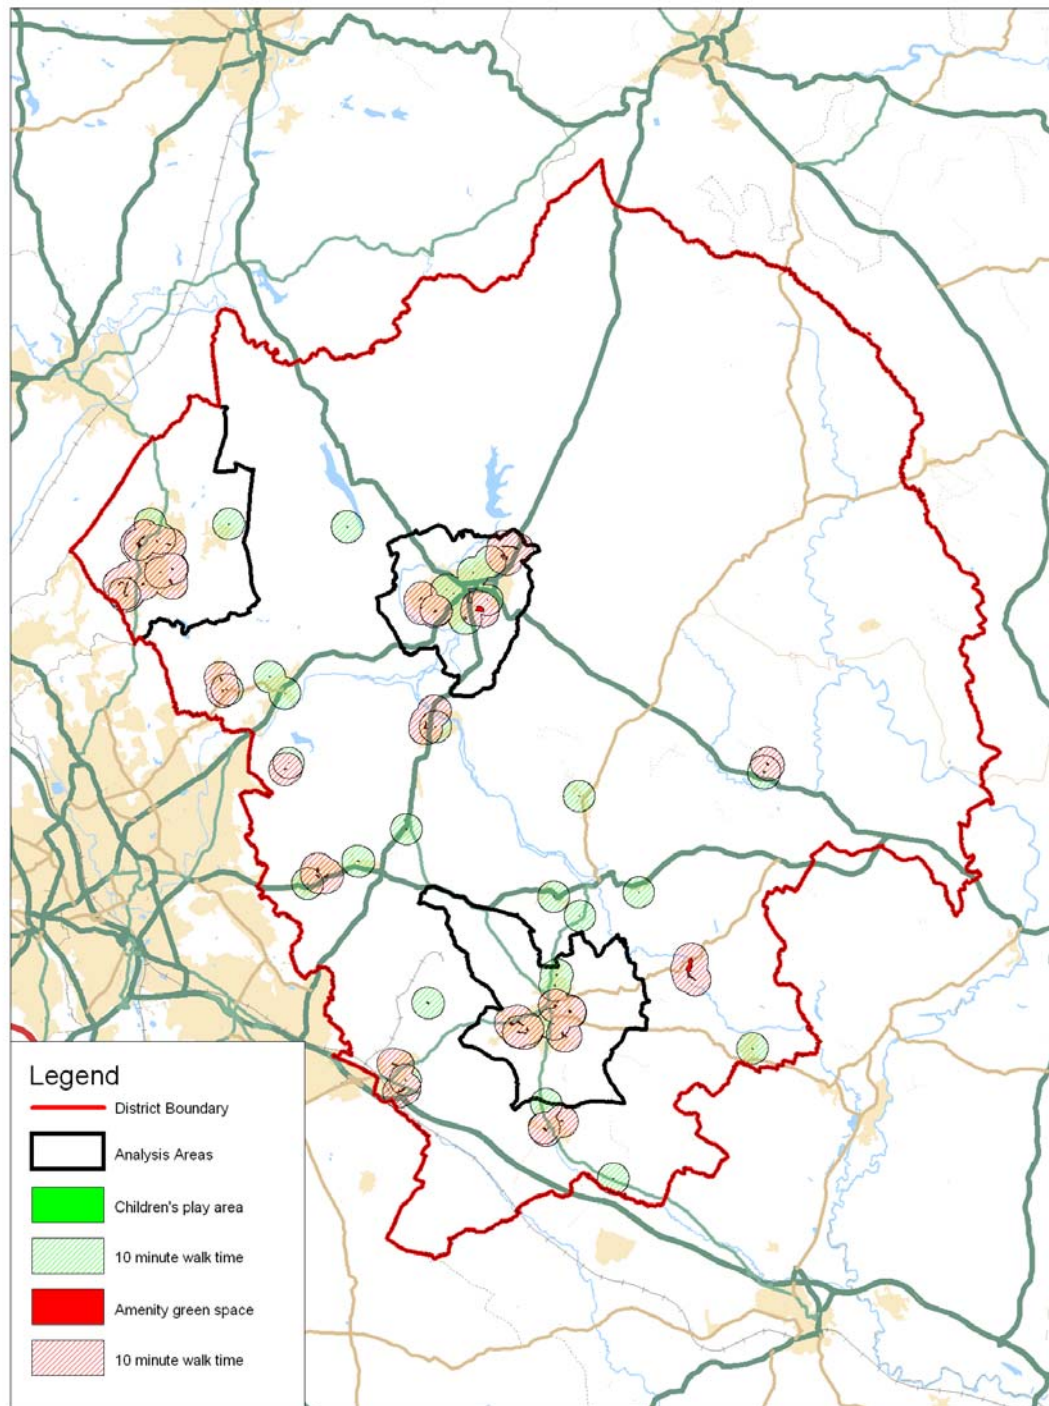 Legend
District Boundary
Analysis Areas
Children's play area
10 minute walk time
Amenity green space
10 minute walk time